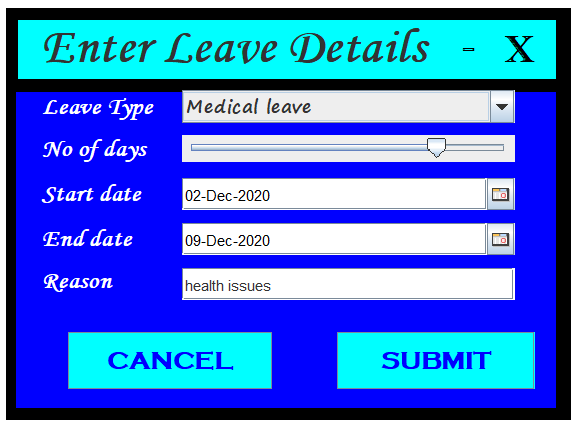 Enter Leave Details - X
Leave Type Medical leave
No of days
Start date 02-Dec-2020
End date 09-Dec-2020
Reason health issues
CANCEL SUBMIT